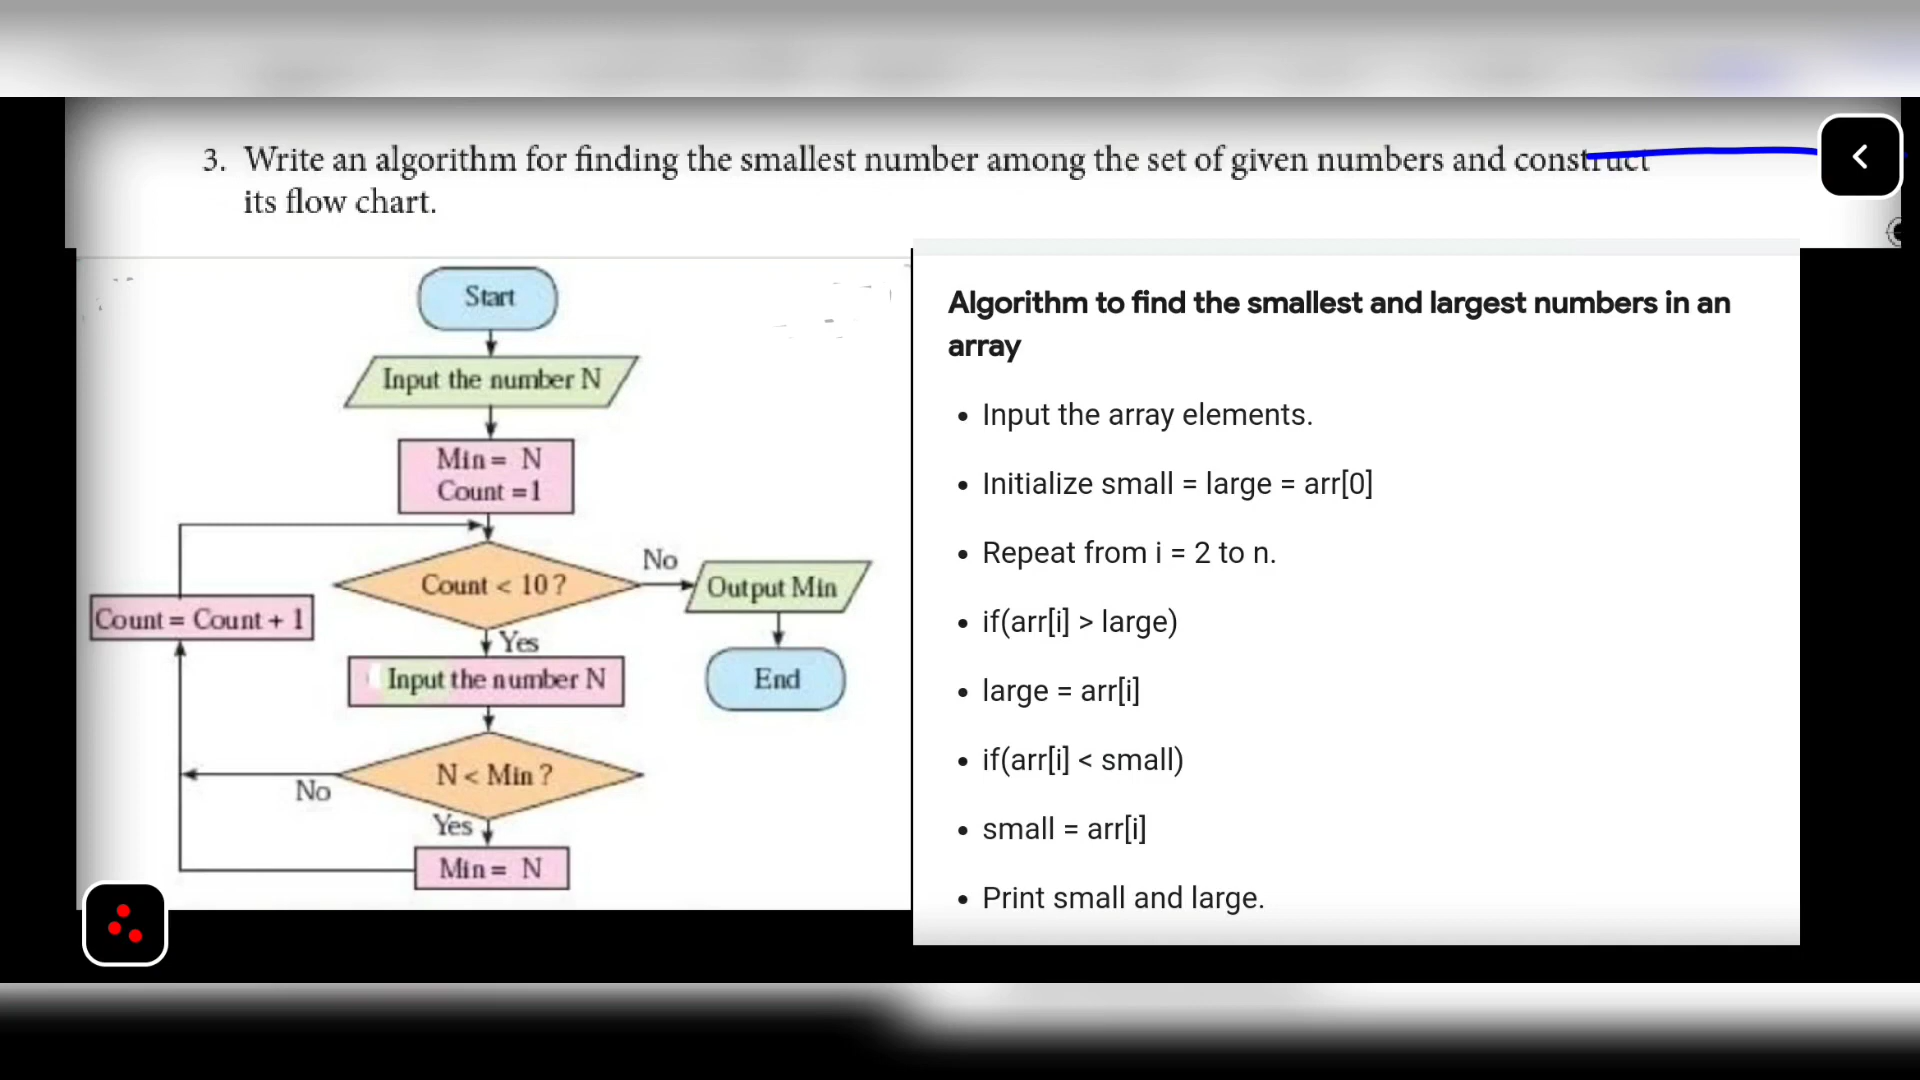 3. Write an algorithm for finding the smallest number among the set of given numbers and construct
its flow chart.
Start
Input the number N
Min = N
Count =1
Count < 10 ?
No
Output Min
End
Yes
Count = Count + 1
Input the number N
N < Min ?
No
Yes
Min = N
Algorithm to find the smallest and largest numbers in an
array
• Input the array elements.
• Initialize small = large = arr[0]
• Repeat from i = 2 to n.
• if(arr[i] > large)
• large = arr[i]
• if(arr[i] < small)
• small = arr[i]
• Print small and large.